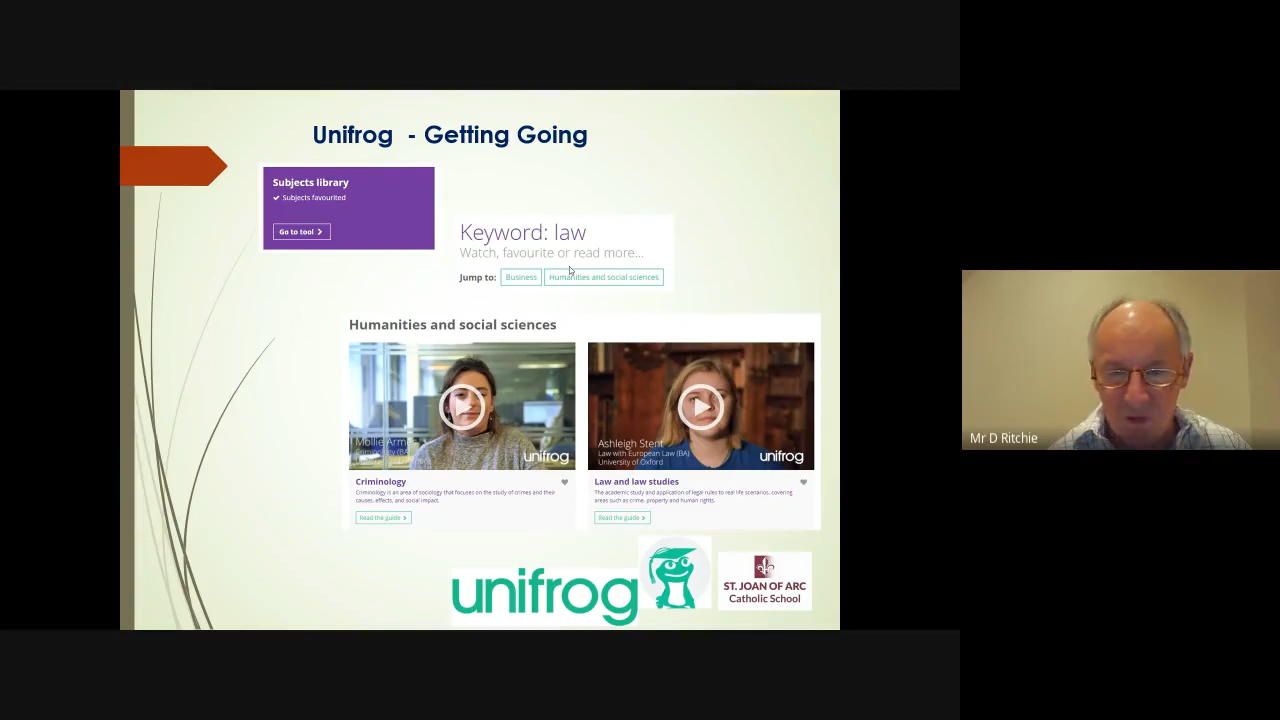 Unifrog - Getting Going
Subjects library
✔ Subjects favourited
Go to tool >
Keyword: law
Watch, favourite or read more...
Jump to: Business Humanities and social sciences
Humanities and social sciences
Mollie
Criminology (BA)
unifrog
Ashleigh Stent
Law with European Law (BA)
University of Oxford
unifrog
Criminology
Criminology is an area of sociology that focuses on the study of crimes and their
causes, effects, and social impact.
Read the guide >
Law and law studies
The academic study and application of legal rules to real life scenarios, covering
areas such as crime, property and human rights.
Read the guide >
unifrog
ST. JOAN OF ARC
Catholic School
Mr D Ritchie